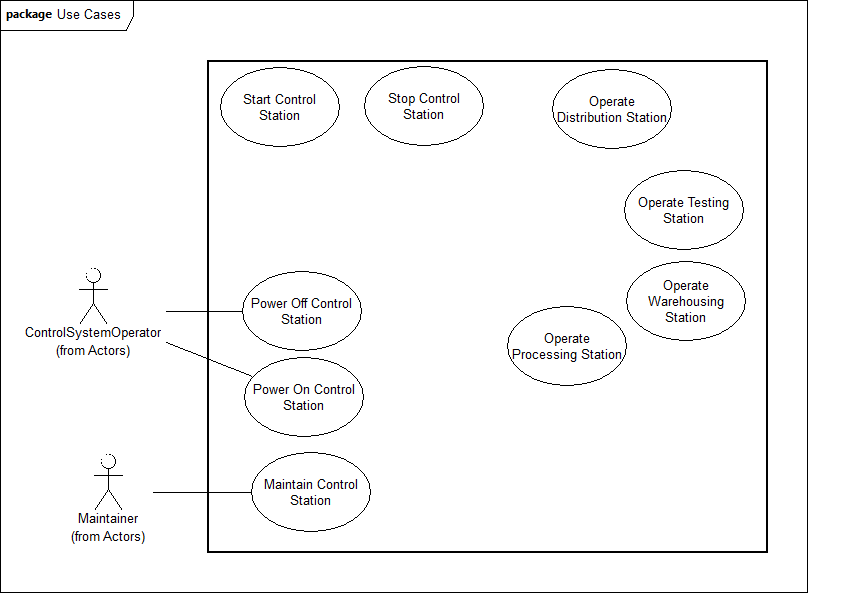 package Use Cases
Start Control
Station
Stop Control
Station
Operate
Distribution Station
Operate Testing
Station
Operate
Warehousing
Station
Power Off Control
Station
ControlSystemOperator
(from Actors)
Operate
Processing Station
Power On Control
Station
Maintain Control
Station
Maintainer
(from Actors)